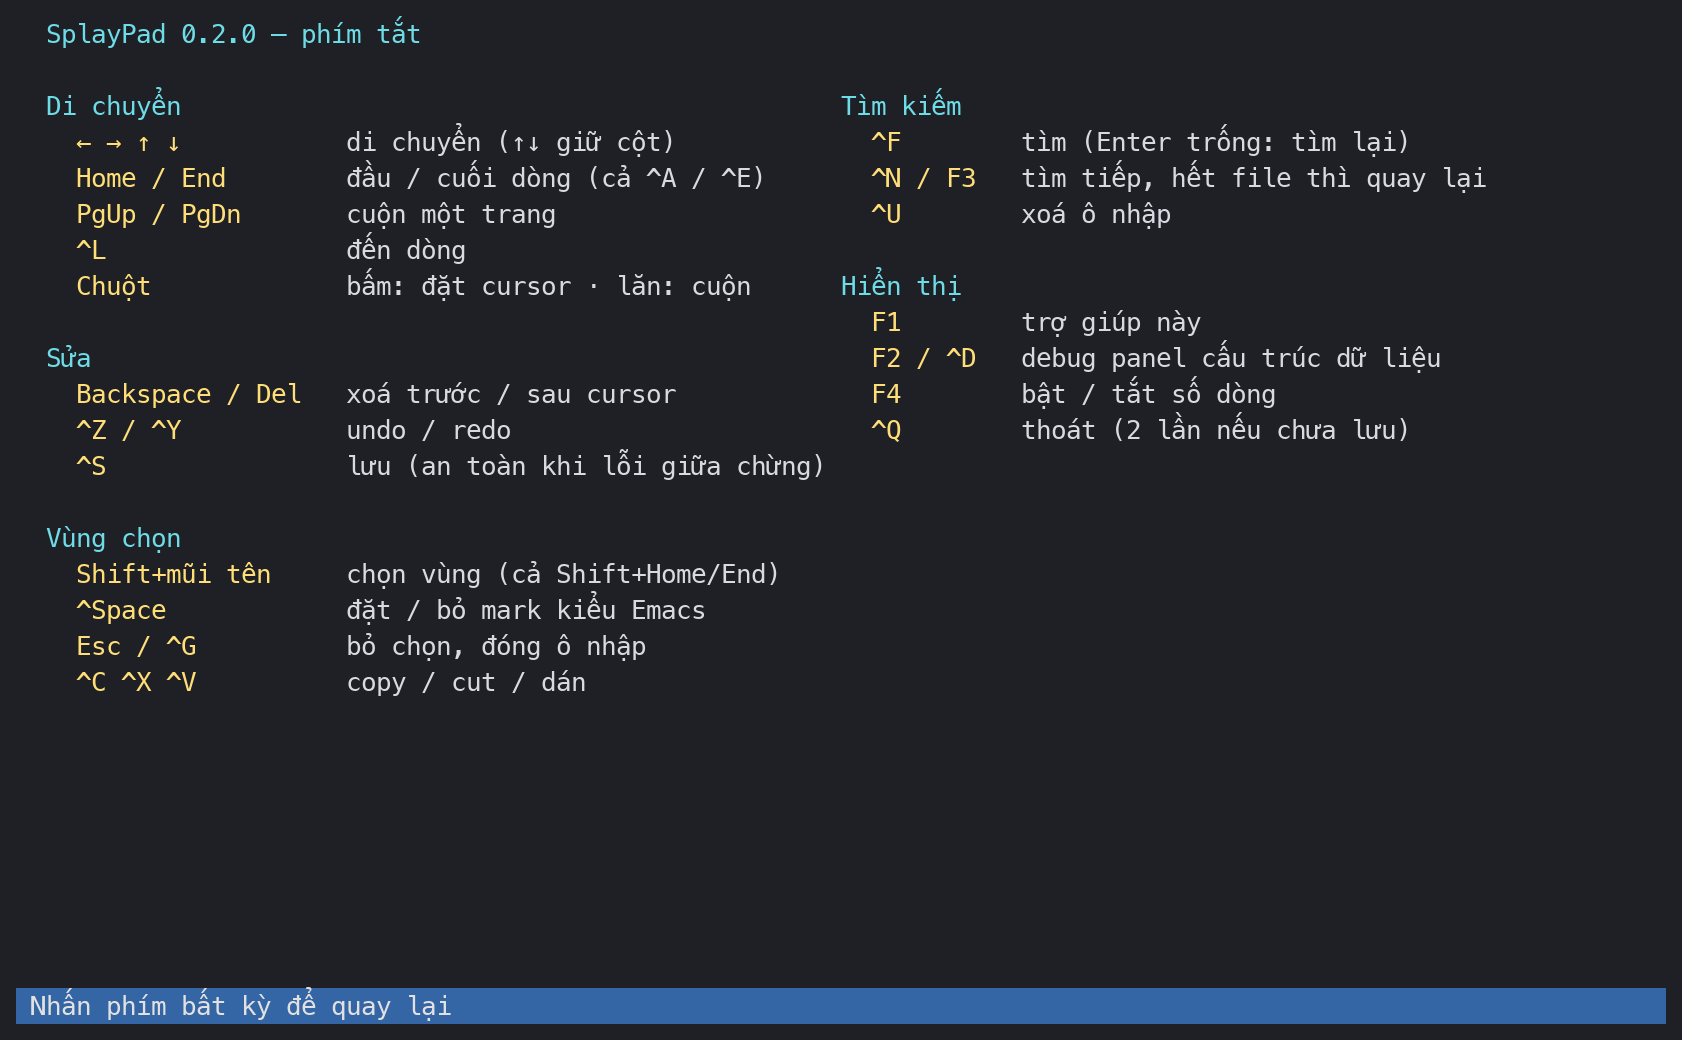 SplayPad 0.2.0 — phím tắt
Di chuyển
← → ↑ ↓ di chuyển (↑↓ giữ cột)
Home / End đầu / cuối dòng (cả ^A / ^E)
PgUp / PgDn cuộn một trang
^L đến dòng
Chuột bấm: đặt cursor · lăn: cuộn
Sửa
Backspace / Del xoá trước / sau cursor
^Z / ^Y undo / redo
^S lưu (an toàn khi lỗi giữa chừng)
Vùng chọn
Shift+mũi tên chọn vùng (cả Shift+Home/End)
^Space đặt / bỏ mark kiểu Emacs
Esc / ^G bỏ chọn, đóng ô nhập
^C ^X ^V copy / cut / dán
Tìm kiếm
^F tìm (Enter trống: tìm lại)
^N / F3 tìm tiếp, hết file thì quay lại
^U xoá ô nhập
Hiển thị
F1 trợ giúp này
F2 / ^D debug panel cấu trúc dữ liệu
F4 bật / tắt số dòng
^Q thoát (2 lần nếu chưa lưu)
Nhấn phím bất kỳ để quay lại